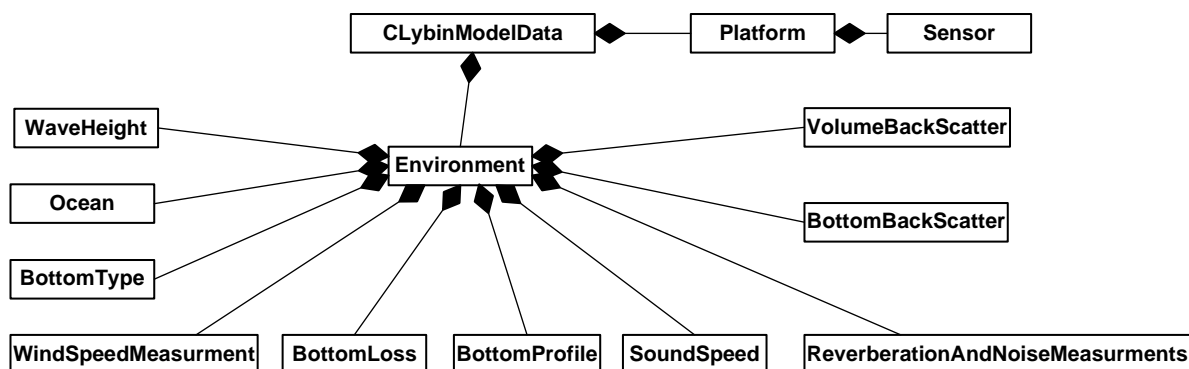 CLybinModelData
Platform
Sensor
WaveHeight
VolumeBackScatter
Environment
Ocean
BottomBackScatter
BottomType
WindSpeedMeasurment
BottomLoss
BottomProfile
SoundSpeed
ReverberationAndNoiseMeasurments